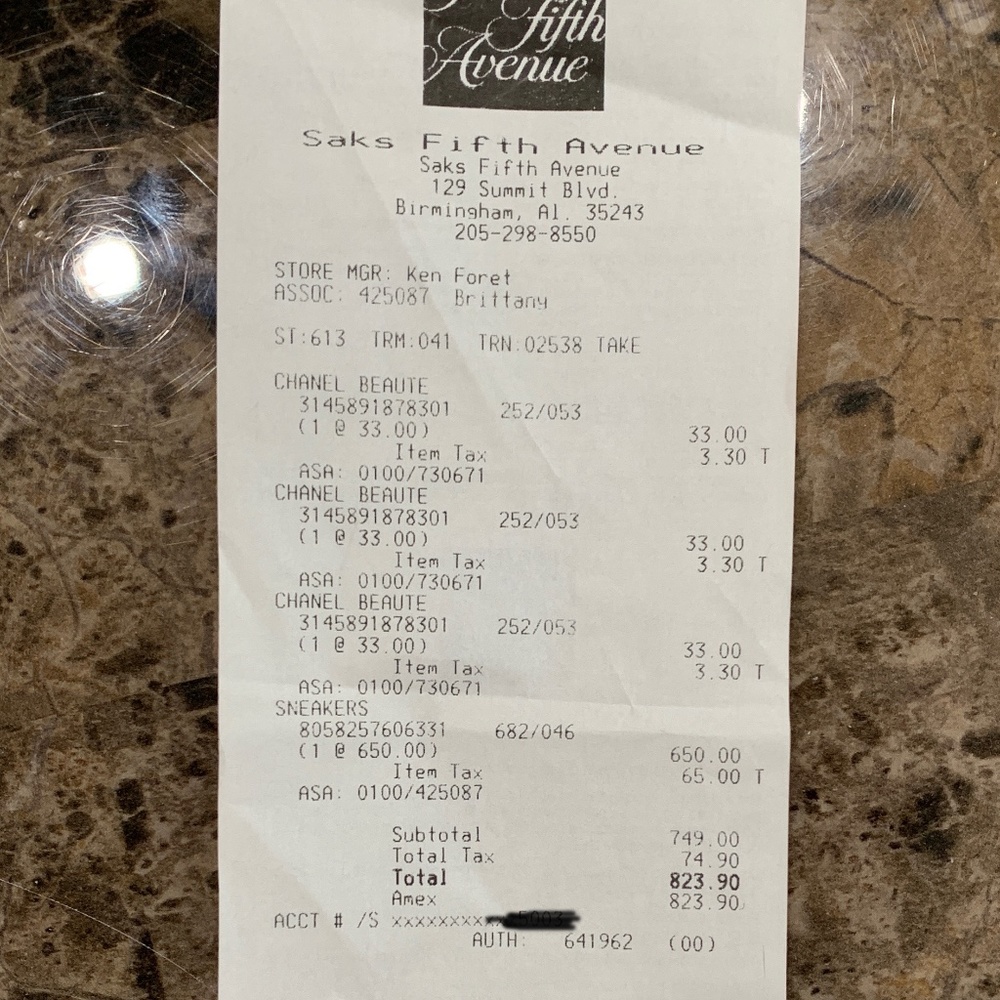 fifth
Avenue
Saks Fifth Avenue
Saks Fifth Avenue
129 Summit Blvd.
Birmingham, Al. 35243
205-298-8550
STORE MGR: Ken Foret
ASSOC: 425087 Brittany
ST:613 TRM:041 TRN:02538 TAKE
CHANEL BEAUTE
3145891878301 252/053
(1 @ 33.00) 33.00
Item Tax 3.30 T
ASA: 0100/730671
CHANEL BEAUTE
3145891878301 252/053
(1 @ 33.00) 33.00
Item Tax 3.30 T
ASA: 0100/730671
CHANEL BEAUTE
3145891878301 252/053
(1 @ 33.00) 33.00
Item Tax 3.30 T
ASA: 0100/730671
SNEAKERS
8058257606331 682/046
(1 @ 650.00) 650.00
Item Tax 65.00 T
ASA: 0100/425087
Subtotal 749.00
Total Tax 74.90
Total 823.90
Amex 823.90
ACCT # /S xxxxxxxxx
AUTH: 641962 (00)